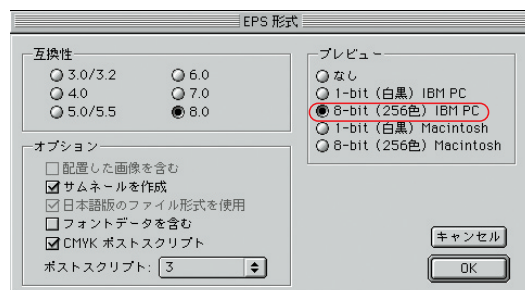 EPS 形式
互換性
3.0/3.2
6.0
4.0
7.0
5.0/5.5
8.0
オプション
配置した画像を含む
サムネールを作成
日本語版のファイル形式を使用
フォントデータを含む
CMYK ポストスクリプト
ポストスクリプト: 3
プレビュー
なし
1-bit (白黒) IBM PC
8-bit (256色) IBM PC
1-bit (白黒) Macintosh
8-bit (256色) Macintosh
キャンセル
OK